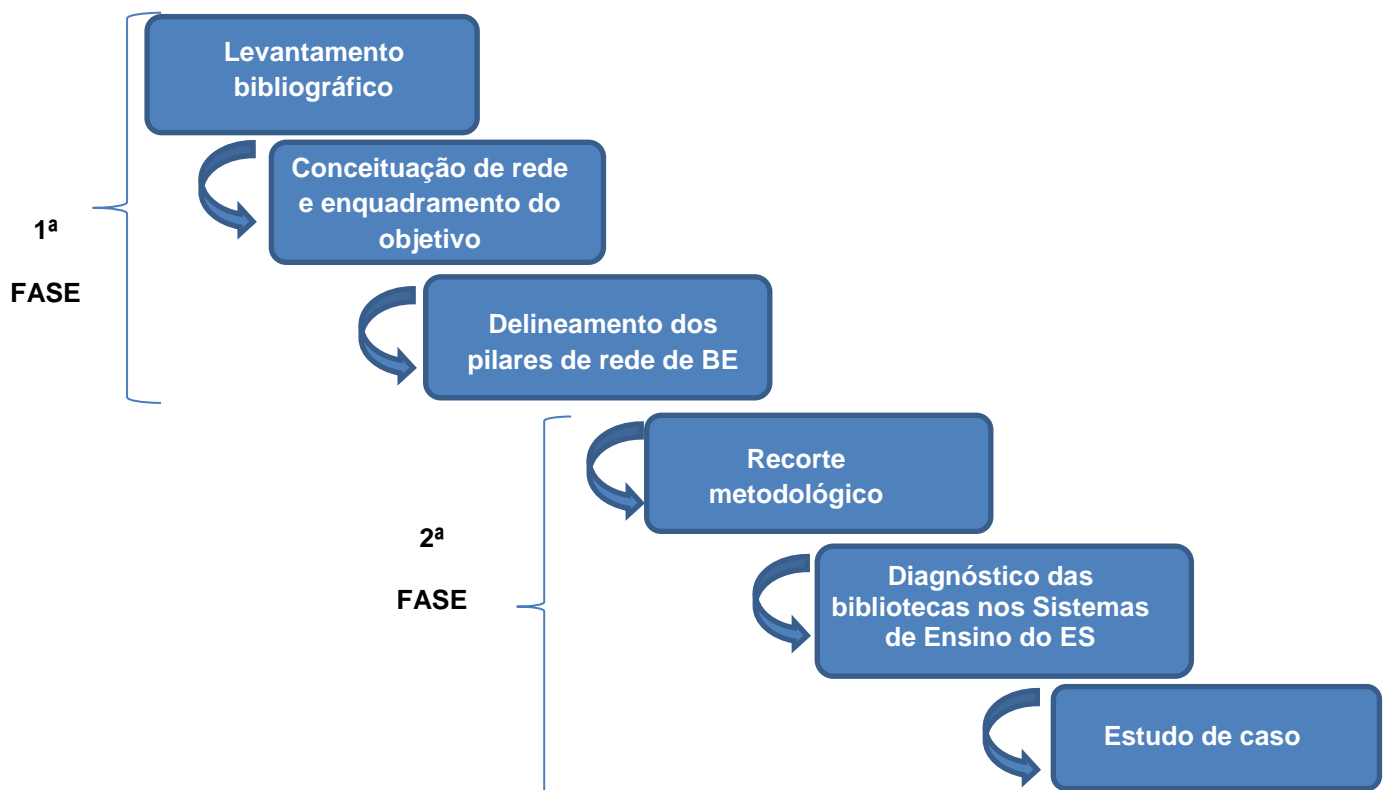 Levantamento
bibliográfico
Conceituação de rede
e enquadramento do
objetivo
1ª
FASE
Delineamento dos
pilares de rede de BE
Recorte
metodológico
2ª
FASE
Diagnóstico das
bibliotecas nos Sistemas
de Ensino do ES
Estudo de caso